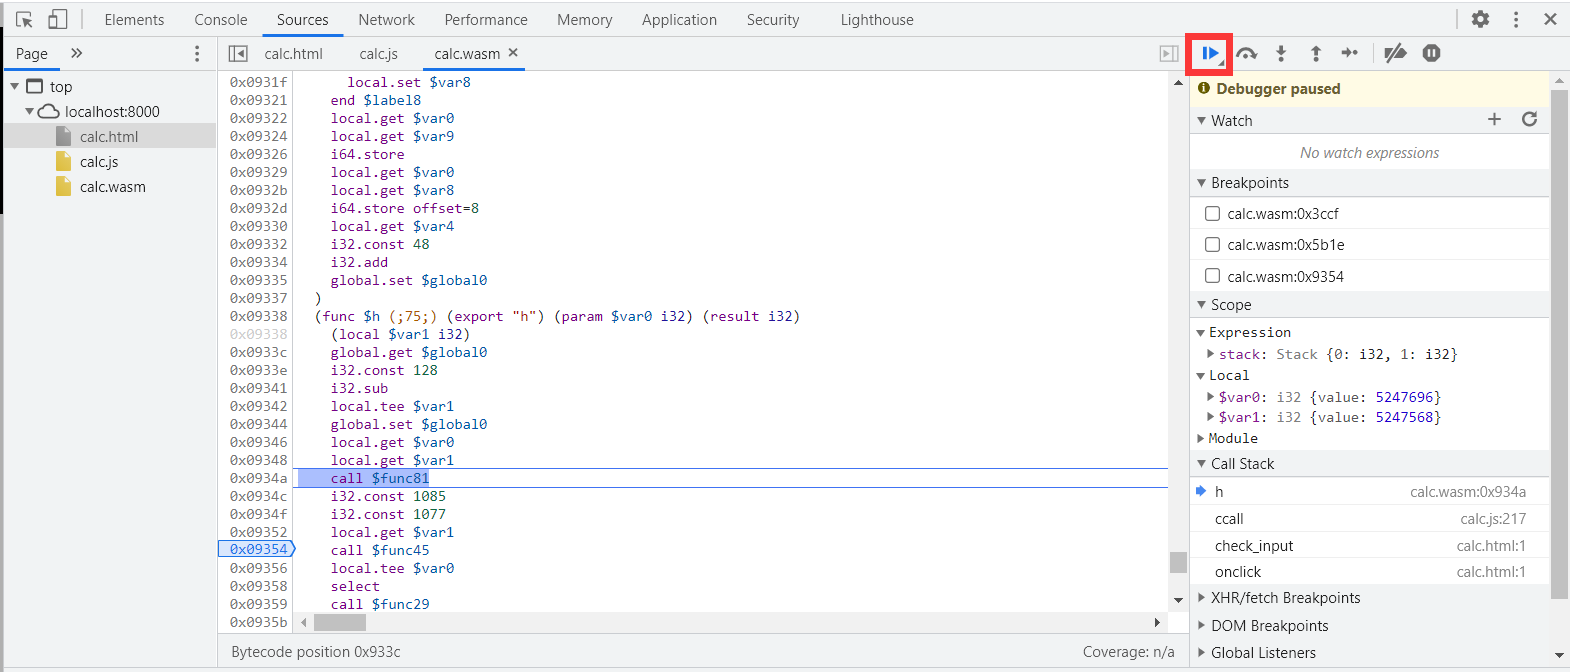 Elements Console Sources Network Performance Memory Application Security Lighthouse
Page
calc.html calc.js calc.wasm
top
localhost:8000
calc.html
calc.js
calc.wasm
0x0931f local.set $var8
0x09321 end $label8
0x09322 local.get $var0
0x09324 local.get $var9
0x09326 i64.store
0x09329 local.get $var0
0x0932b local.get $var8
0x0932d i64.store offset=8
0x09330 local.get $var4
0x09332 i32.const 48
0x09334 i32.add
0x09335 global.set $global0
0x09337 )
0x09338 (func $h (;75;) (export "h") (param $var0 i32) (result i32)
0x09338 (local $var1 i32)
0x0933c global.get $global0
0x0933e i32.const 128
0x09341 i32.sub
0x09342 local.tee $var1
0x09344 global.set $global0
0x09346 local.get $var0
0x09348 local.get $var1
0x0934a call $func81
0x0934c i32.const 1085
0x0934f i32.const 1077
0x09352 local.get $var1
0x09354 call $func45
0x09356 local.tee $var0
0x09358 select
0x09359 call $func29
0x0935b
Bytecode position 0x933c
Coverage: n/a
Debugger paused
Watch
No watch expressions
Breakpoints
calc.wasm:0x3ccf
calc.wasm:0x5b1e
calc.wasm:0x9354
Scope
Expression
stack: Stack {0: i32, 1: i32}
Local
$var0: i32 {value: 5247696}
$var1: i32 {value: 5247568}
Module
Call Stack
h calc.wasm:0x934a
ccall calc.js:217
check_input calc.html:1
onclick calc.html:1
XHR/fetch Breakpoints
DOM Breakpoints
Global Listeners